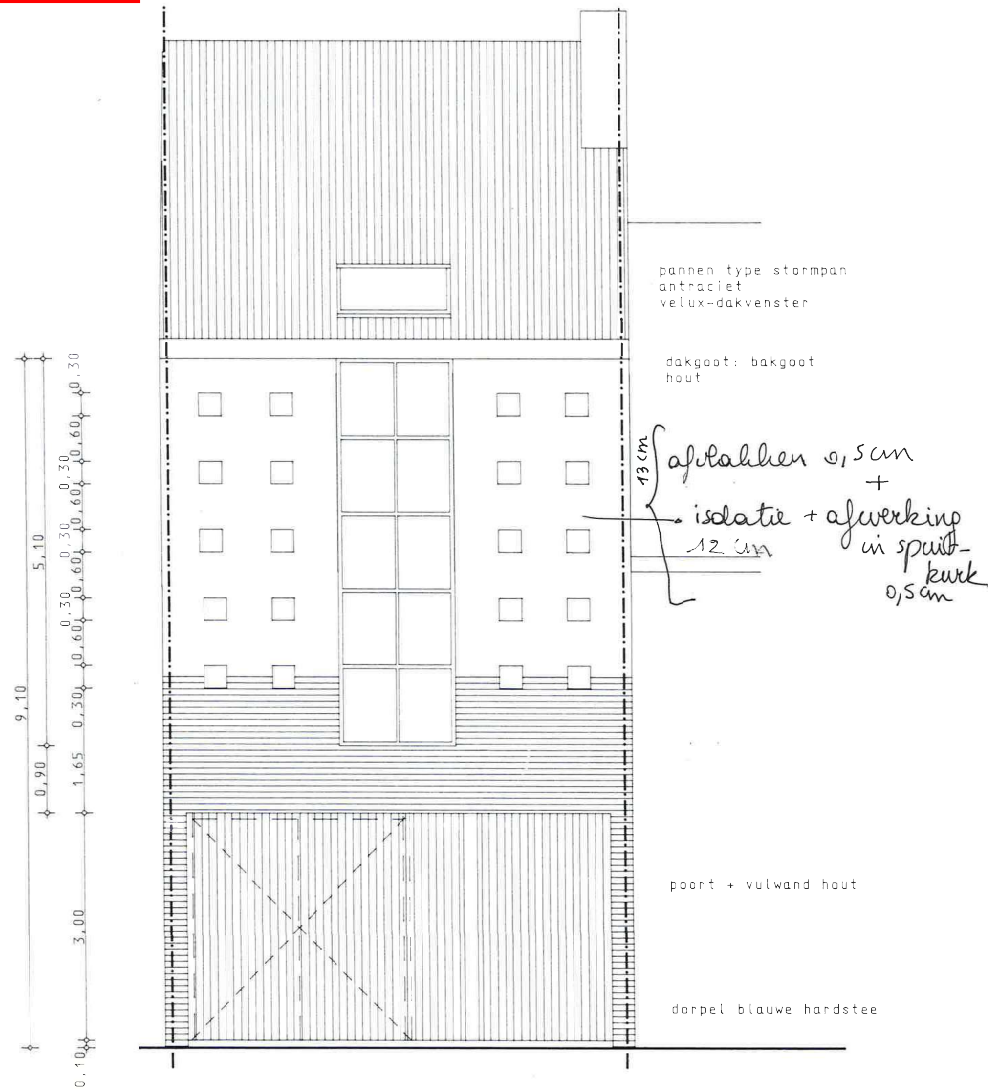 pannen type stormpan
antraciet
velux-dakvenster
dakgoot: bakgoot
hout
13 cm
afvlakken 0,5 cm
+
isolatie + afwerking
12 cm
in spuit-
kurk
0,5 cm
poort + vulwand hout
dorpel blauwe hardstee
9,10
5,10
0,90
0,30
0,60
0,30
0,60
0,30
0,60
0,30
0,60
0,30
1,65
3,00
0.10